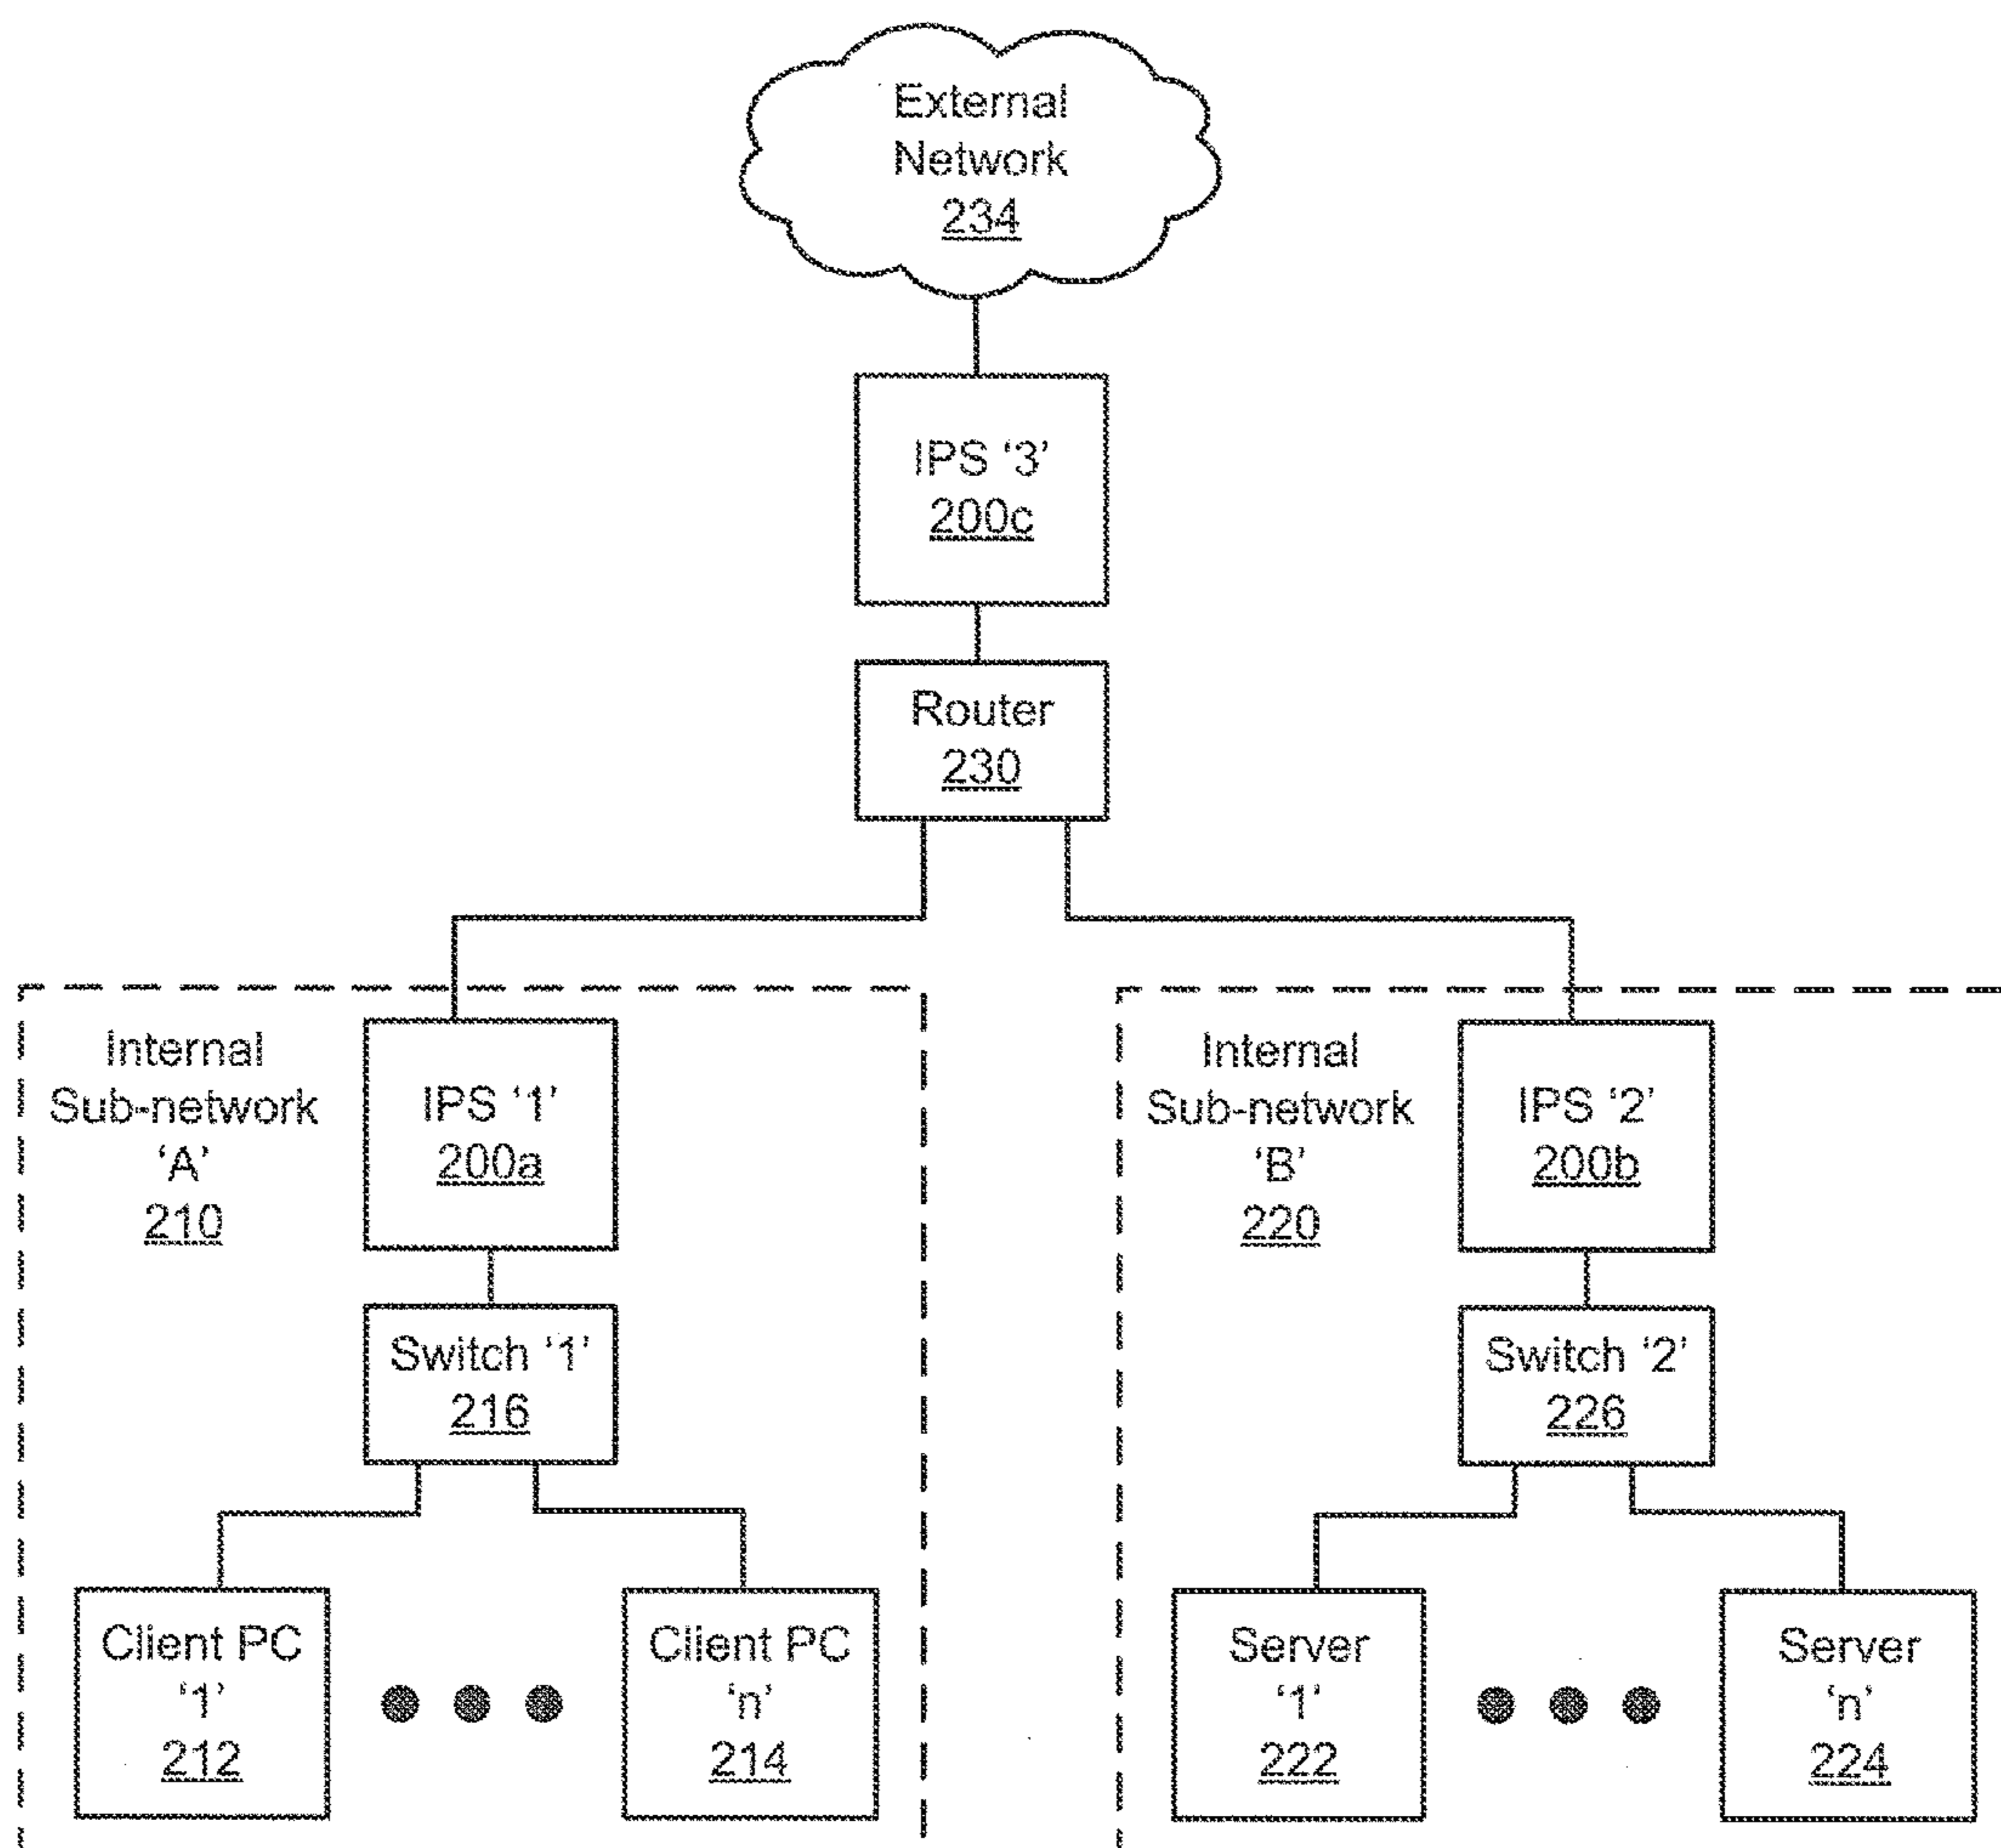 External
Network
234
IPS ‘3’
200c
Router
230
Internal
Sub-network
‘A’
210
IPS ‘1’
200a
Switch ‘1’
216
Client PC
‘1’
212
Client PC
‘n’
214
Internal
Sub-network
‘B’
220
IPS ‘2’
200b
Switch ‘2’
226
Server
‘1’
222
Server
‘n’
224